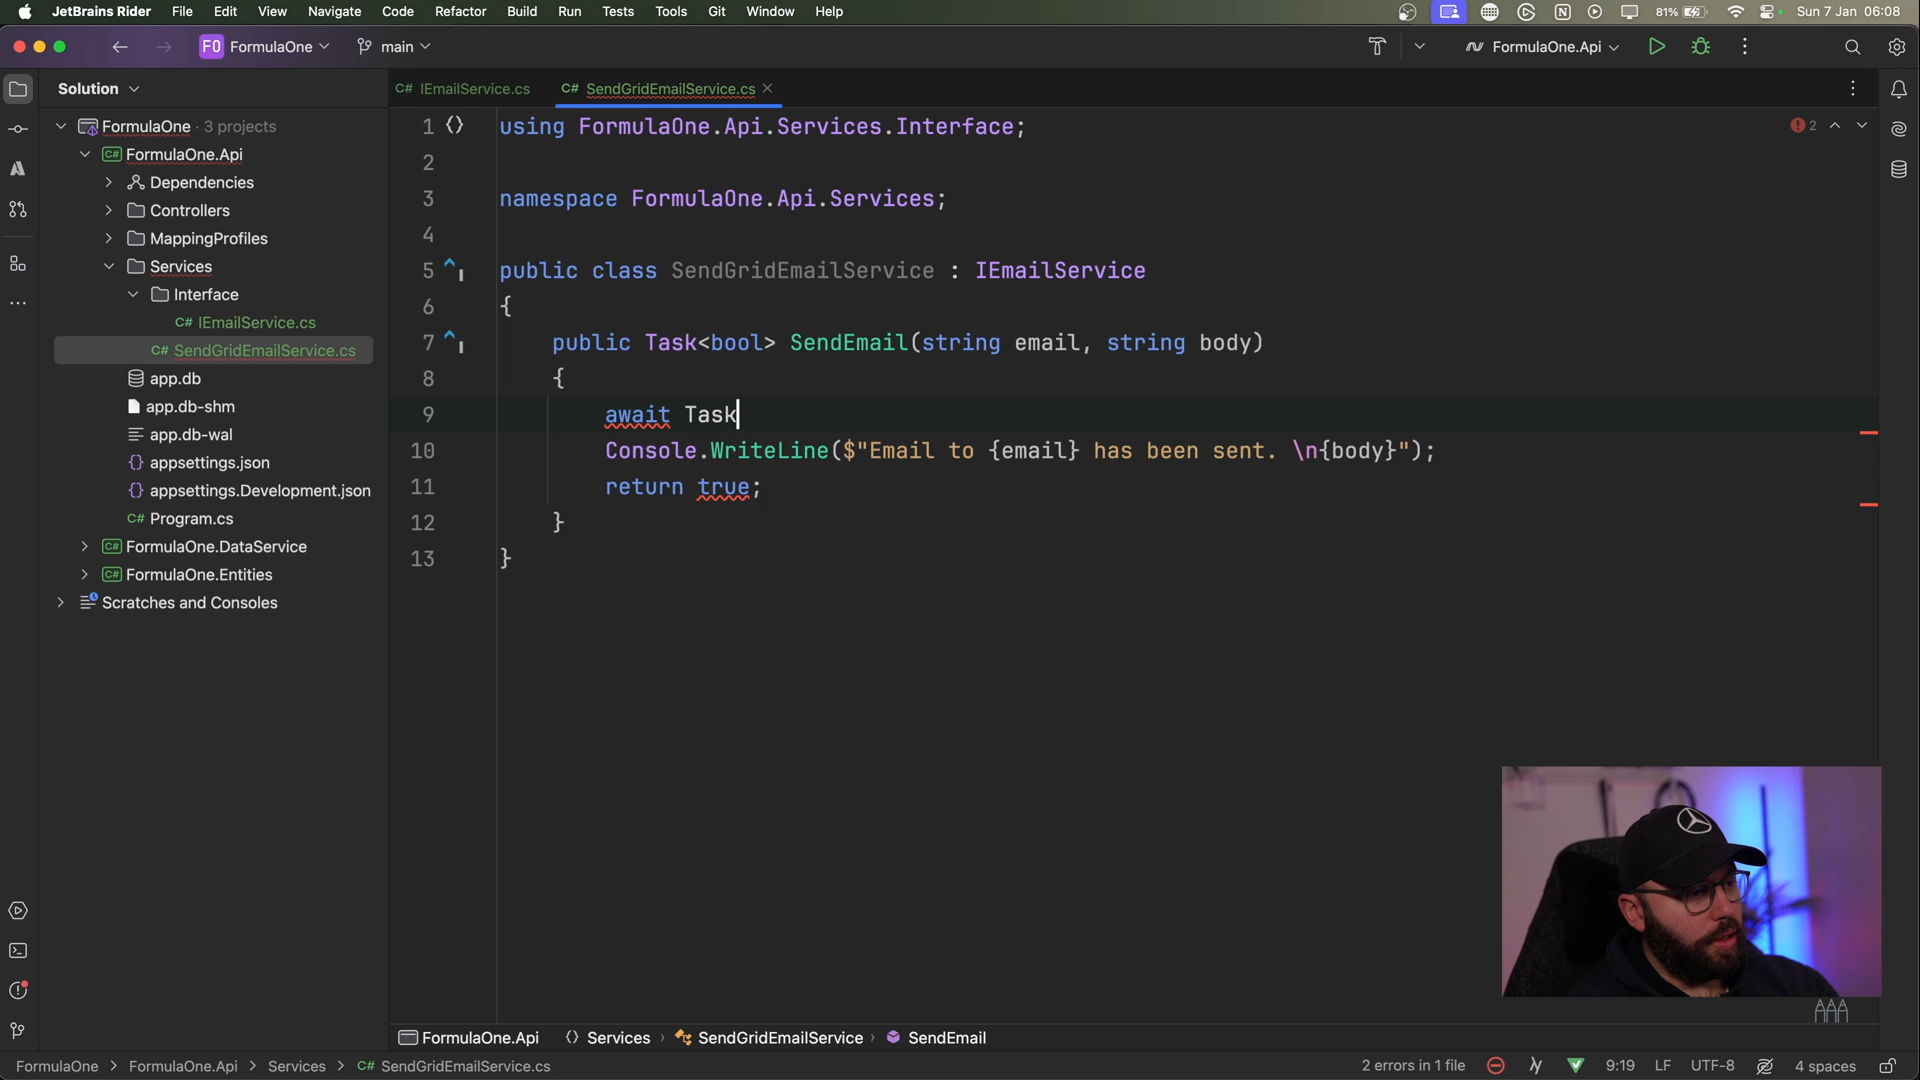 JetBrains Rider File Edit View Navigate Code Refactor Build Run Tests Tools Git Window Help 81% Sun 7 Jan 06:08
FO FormulaOne main FormulaOne.Api
Solution
C# IEmailService.cs C# SendGridEmailService.cs
FormulaOne · 3 projects
C# FormulaOne.Api
Dependencies
Controllers
MappingProfiles
Services
Interface
C# IEmailService.cs
C# SendGridEmailService.cs
app.db
app.db-shm
app.db-wal
appsettings.json
appsettings.Development.json
C# Program.cs
C# FormulaOne.DataService
C# FormulaOne.Entities
Scratches and Consoles
1 using FormulaOne.Api.Services.Interface;
2
3 namespace FormulaOne.Api.Services;
4
5 public class SendGridEmailService : IEmailService
6 {
7 public Task<bool> SendEmail(string email, string body)
8 {
9 await Task
10 Console.WriteLine($"Email to {email} has been sent. \n{body}");
11 return true;
12 }
13 }
2
FormulaOne.Api Services SendGridEmailService SendEmail
FormulaOne FormulaOne.Api Services C# SendGridEmailService.cs 2 errors in 1 file 9:19 LF UTF-8 4 spaces